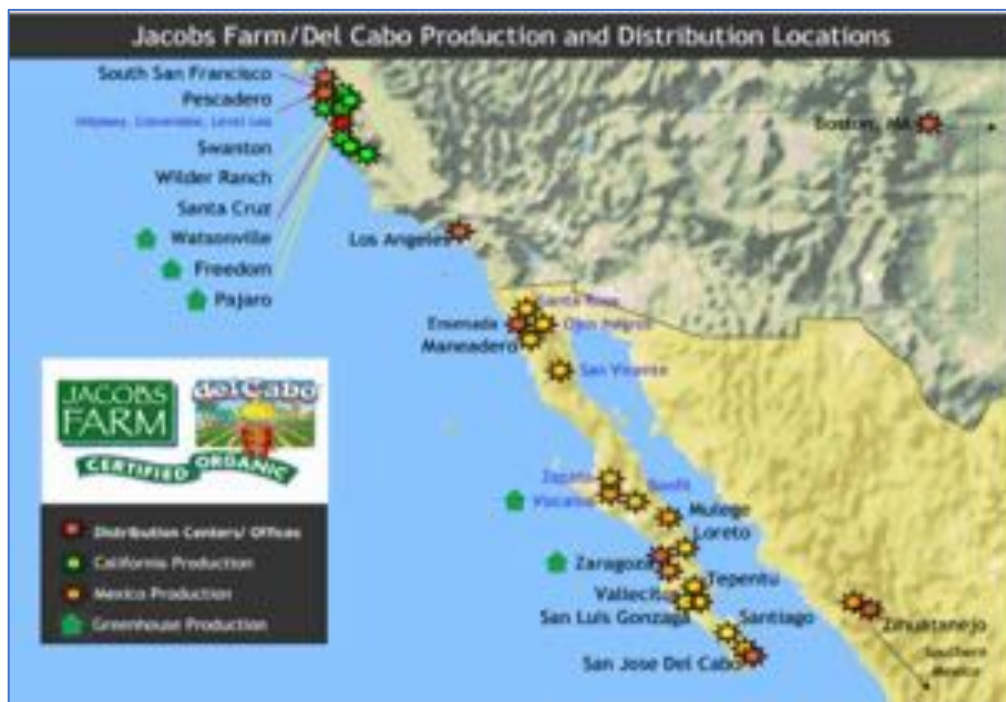 Jacobs Farm/Del Cabo Production and Distribution Locations
South San Francisco
Pescadero
Swanton
Wilder Ranch
Santa Cruz
Watsonville
Freedom
Pajaro
Boston, MA
Los Angeles
Santa Rosa
Ensenada
Ojos Negros
Maneadero
San Vicente
JACOBS
FARM
del Cabo
CERTIFIED ORGANIC
Vizcaino
Mulege
Loreto
Zaragoza
Tepentu
San Luis Gonzaga
Santiago
San Jose Del Cabo
Zihuatanejo
Southern
Mexico
Distribution Centers/ Offices
California Production
Mexico Production
Greenhouse Production